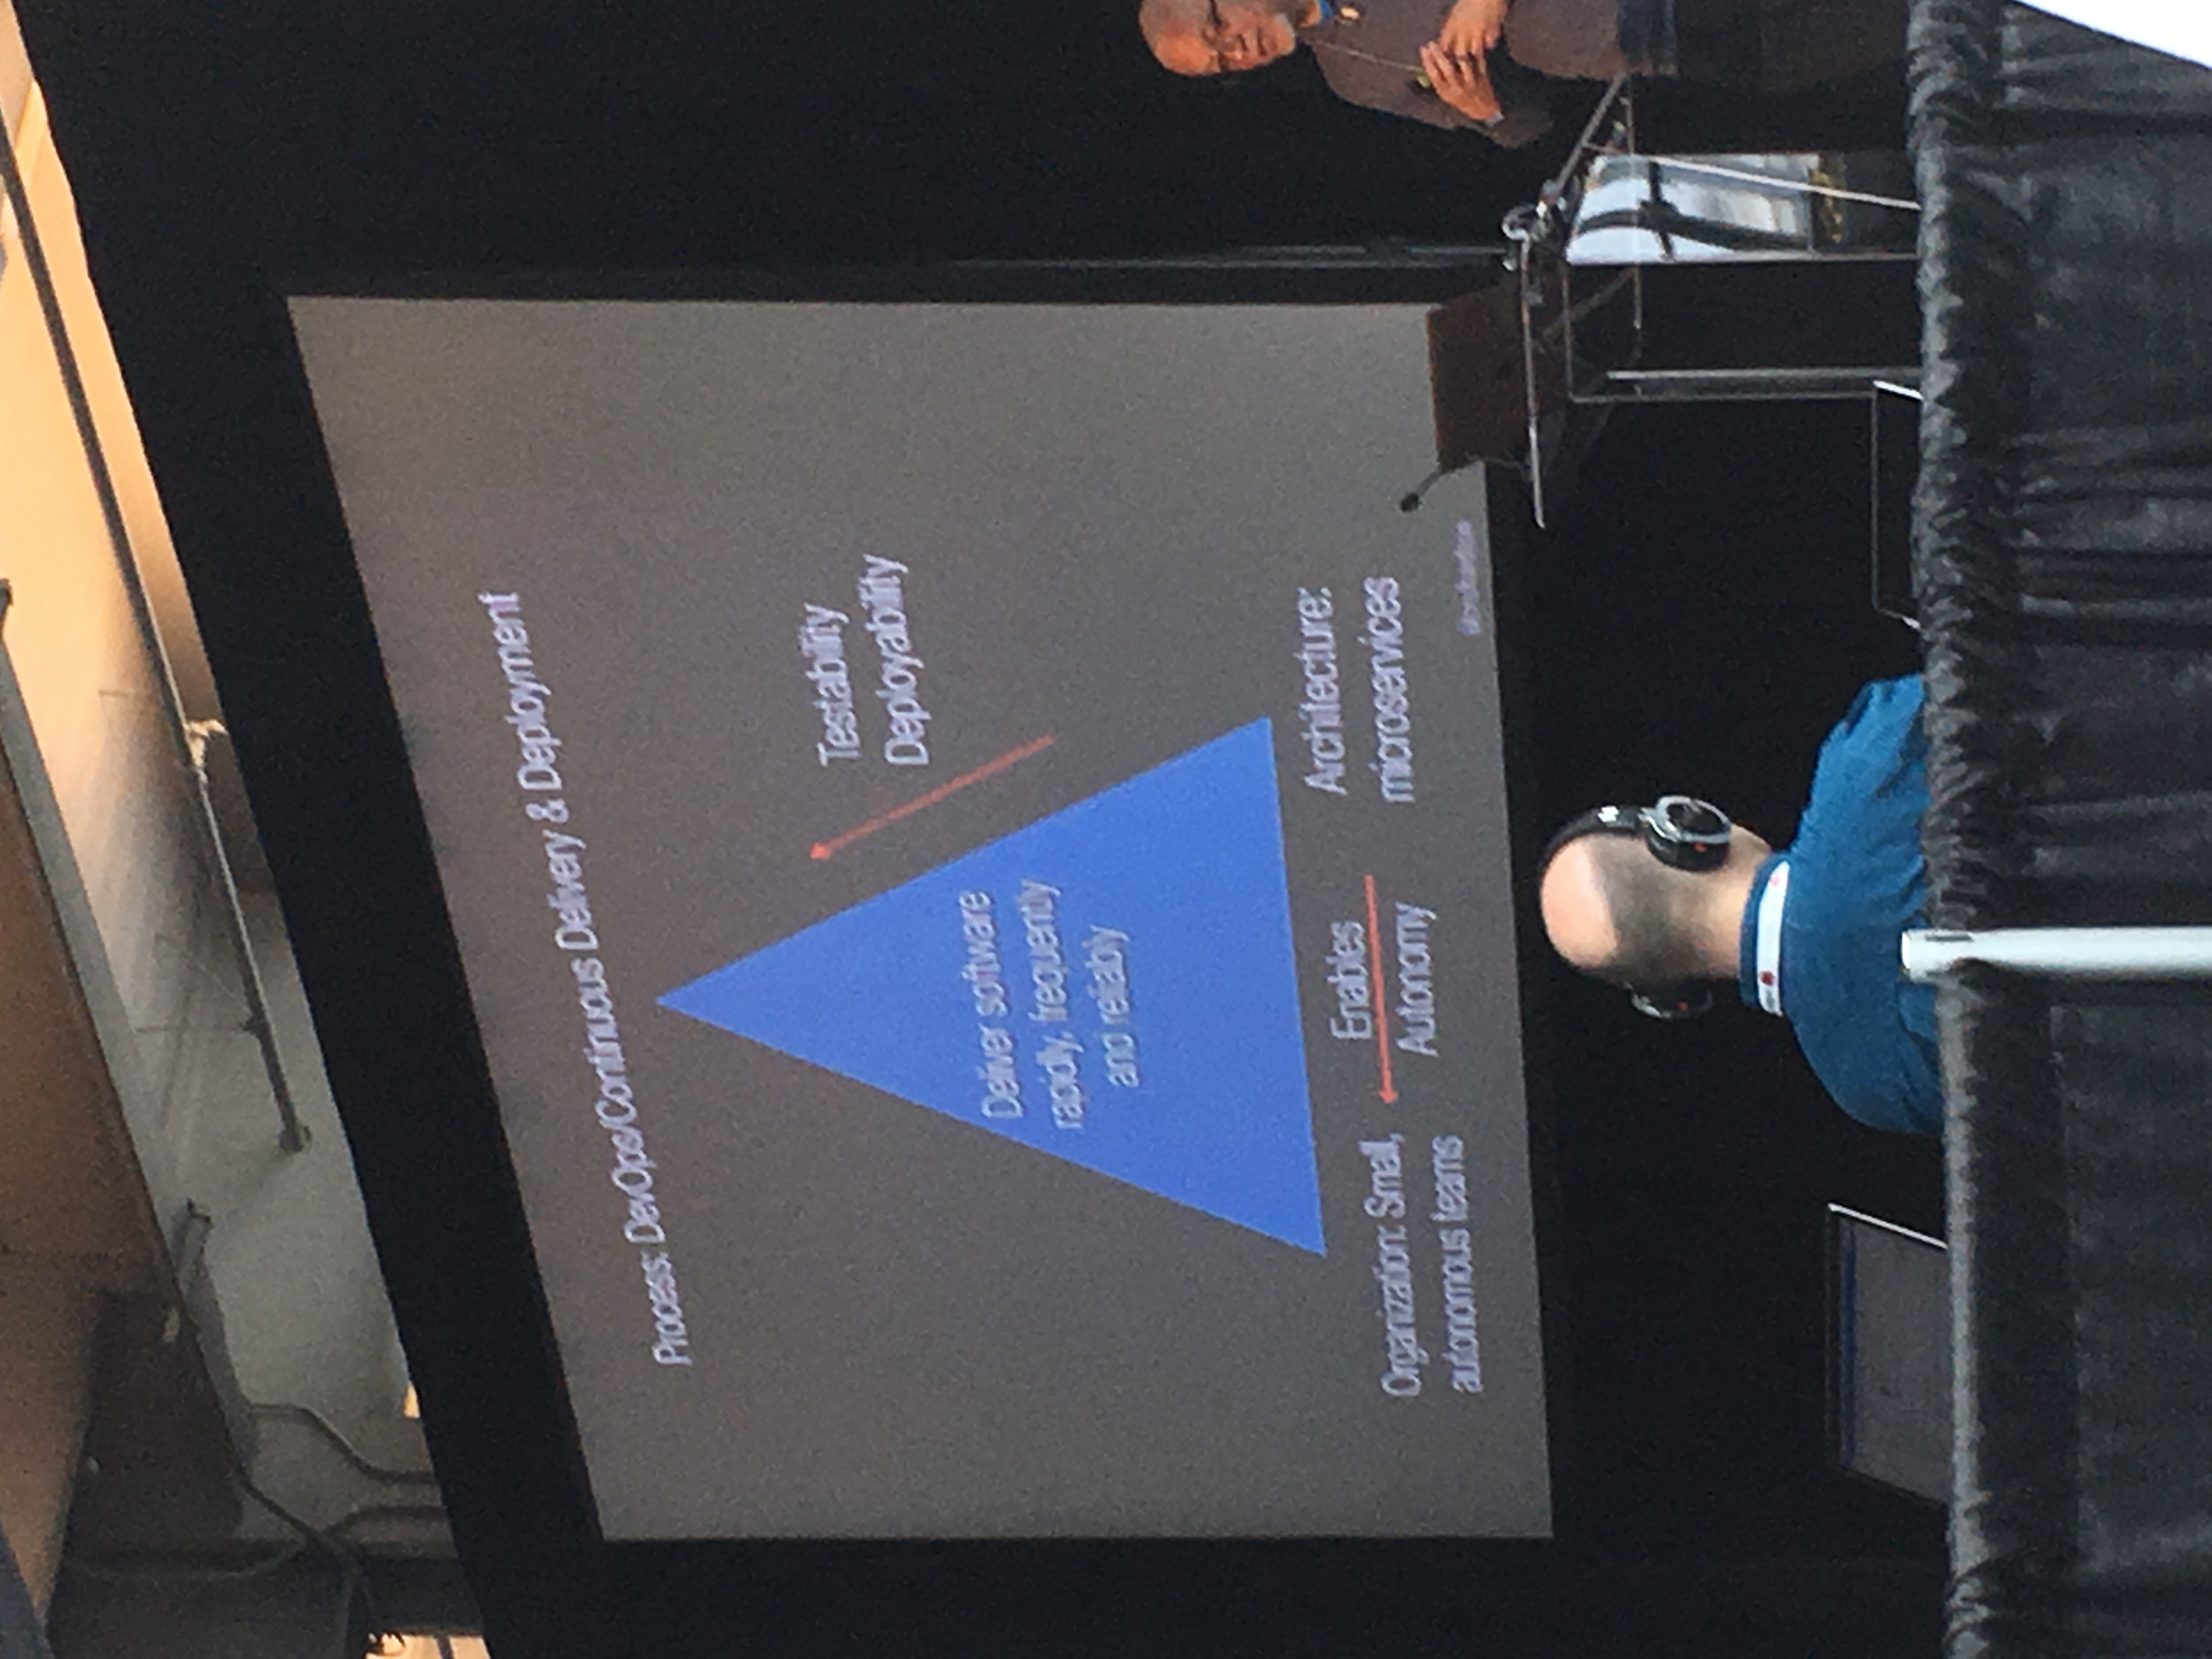 Process: DevOps/Continuous Delivery & Deployment
Testability
Deployability
Deliver software
rapidly, frequently
and reliably
Enables
Autonomy
Organization: Small,
autonomous teams
Architecture:
microservices